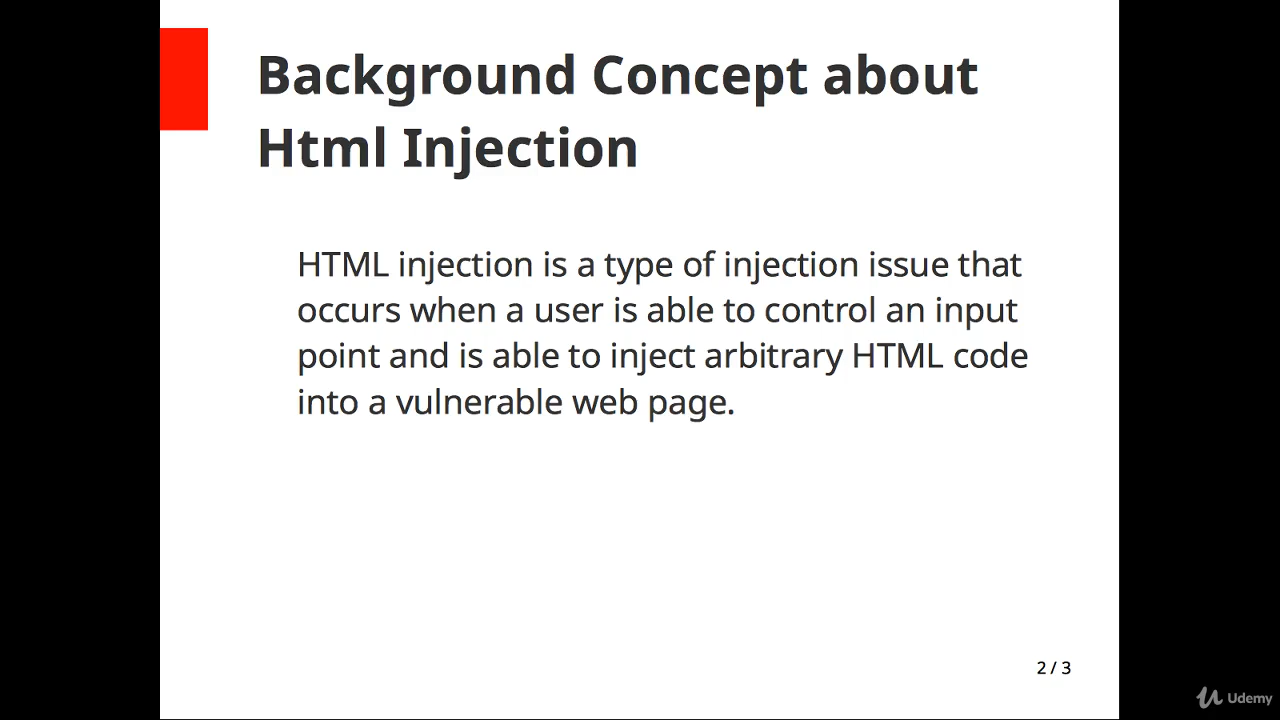 Background Concept about
Html Injection
HTML injection is a type of injection issue that
occurs when a user is able to control an input
point and is able to inject arbitrary HTML code
into a vulnerable web page.
2 / 3
Udemy